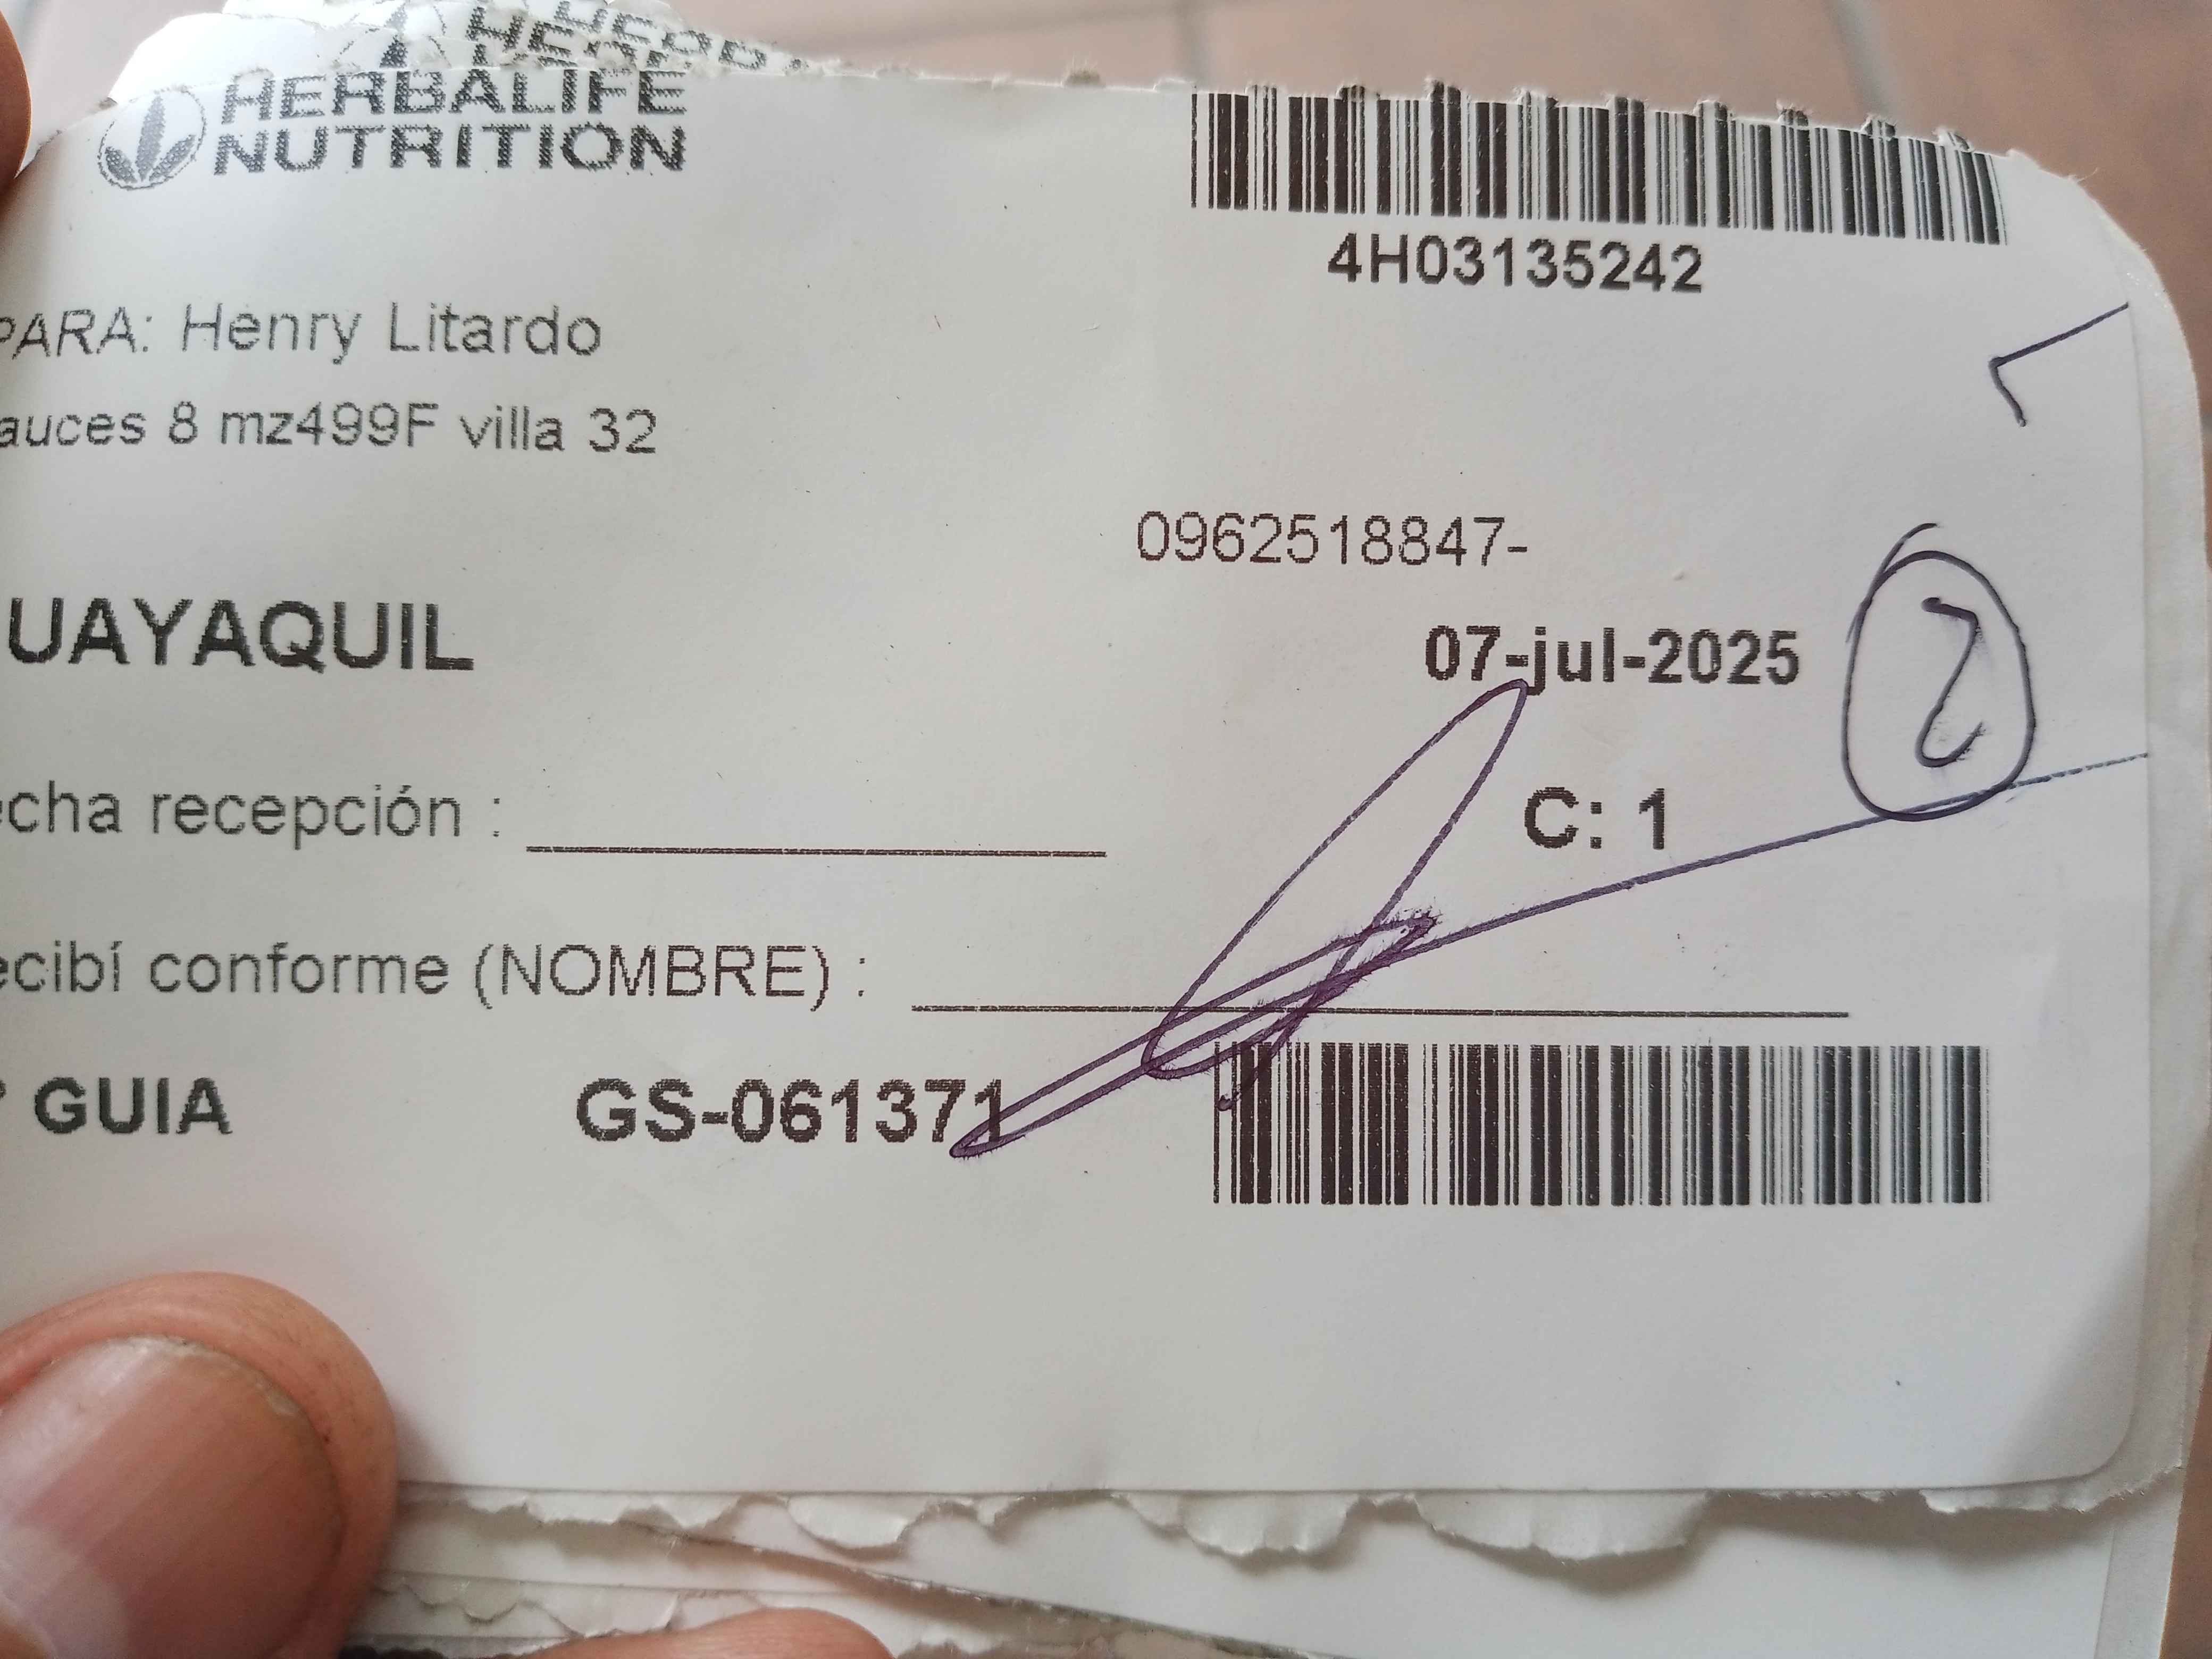 HERBALIFE
NUTRITION
4H03135242
PARA: Henry Litardo
auces 8 mz499F villa 32
0962518847-
UAYAQUIL
07-jul-2025
2
echa recepción :
C: 1
ecibí conforme (NOMBRE) :
GUIA
GS-061371